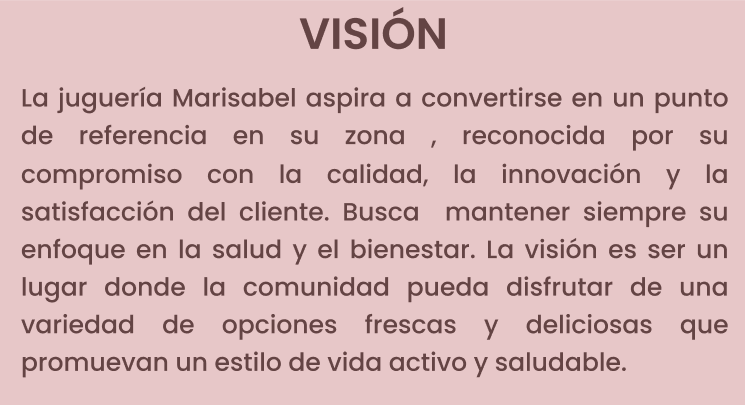 VISIÓN
La juguería Marisabel aspira a convertirse en un punto
de referencia en su zona , reconocida por su
compromiso con la calidad, la innovación y la
satisfacción del cliente. Busca  mantener siempre su
enfoque en la salud y el bienestar. La visión es ser un
lugar donde la comunidad pueda disfrutar de una
variedad de opciones frescas y deliciosas que
promuevan un estilo de vida activo y saludable.